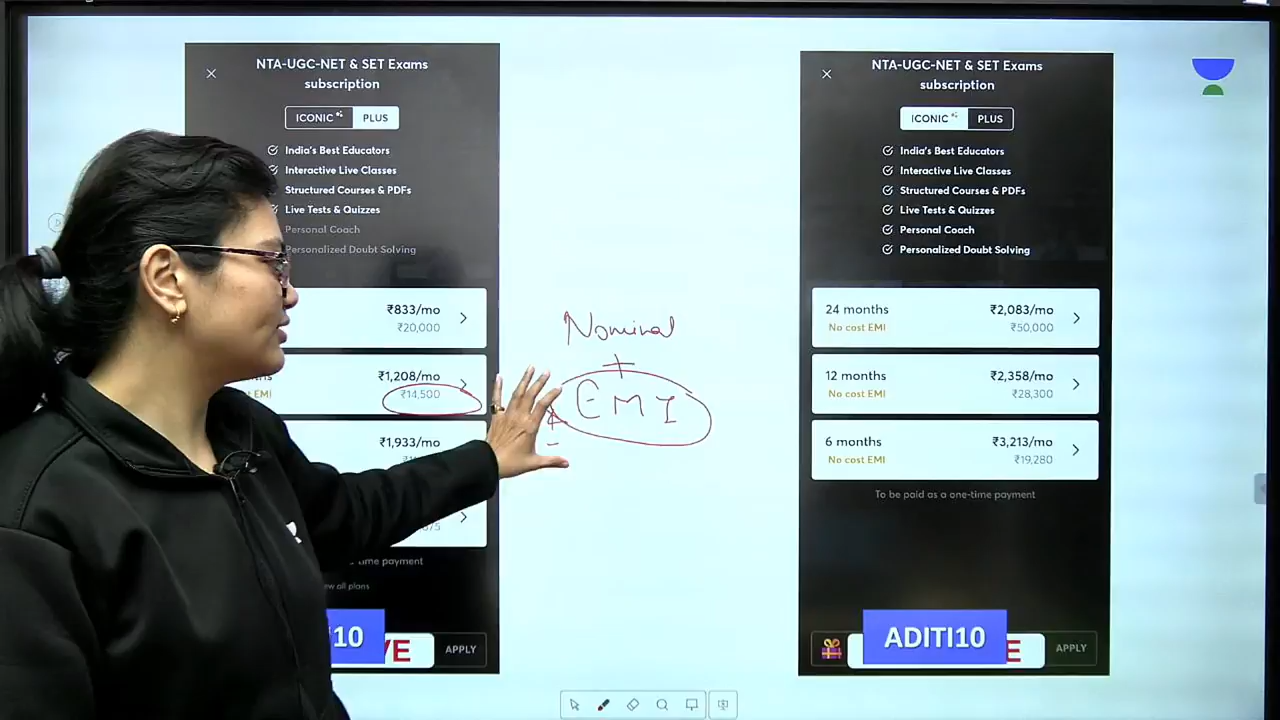 NTA-UGC-NET & SET Exams
subscription
ICONIC PLUS
India's Best Educators
Interactive Live Classes
Structured Courses & PDFs
Live Tests & Quizzes
Personal Coach
Personalized Doubt Solving
₹833/mo
₹20,000
₹1,208/mo
EMI ₹14,500
₹1,933/mo
payment
all plans
10
VE APPLY
Nominal
+
EMI
NTA-UGC-NET & SET Exams
subscription
ICONIC PLUS
India's Best Educators
Interactive Live Classes
Structured Courses & PDFs
Live Tests & Quizzes
Personal Coach
Personalized Doubt Solving
24 months ₹2,083/mo
No cost EMI ₹50,000
12 months ₹2,358/mo
No cost EMI ₹28,300
6 months ₹3,213/mo
No cost EMI ₹19,280
To be paid as a one-time payment
ADITI10 E APPLY